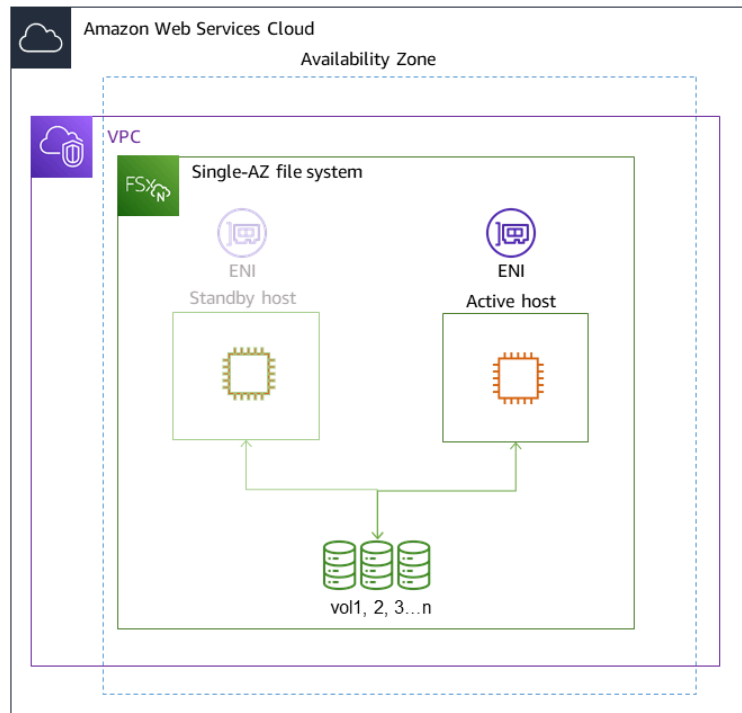 Amazon Web Services Cloud
Availability Zone
VPC
FSx
N
Single-AZ file system
ENI
ENI
Standby host
Active host
vol1, 2, 3...n